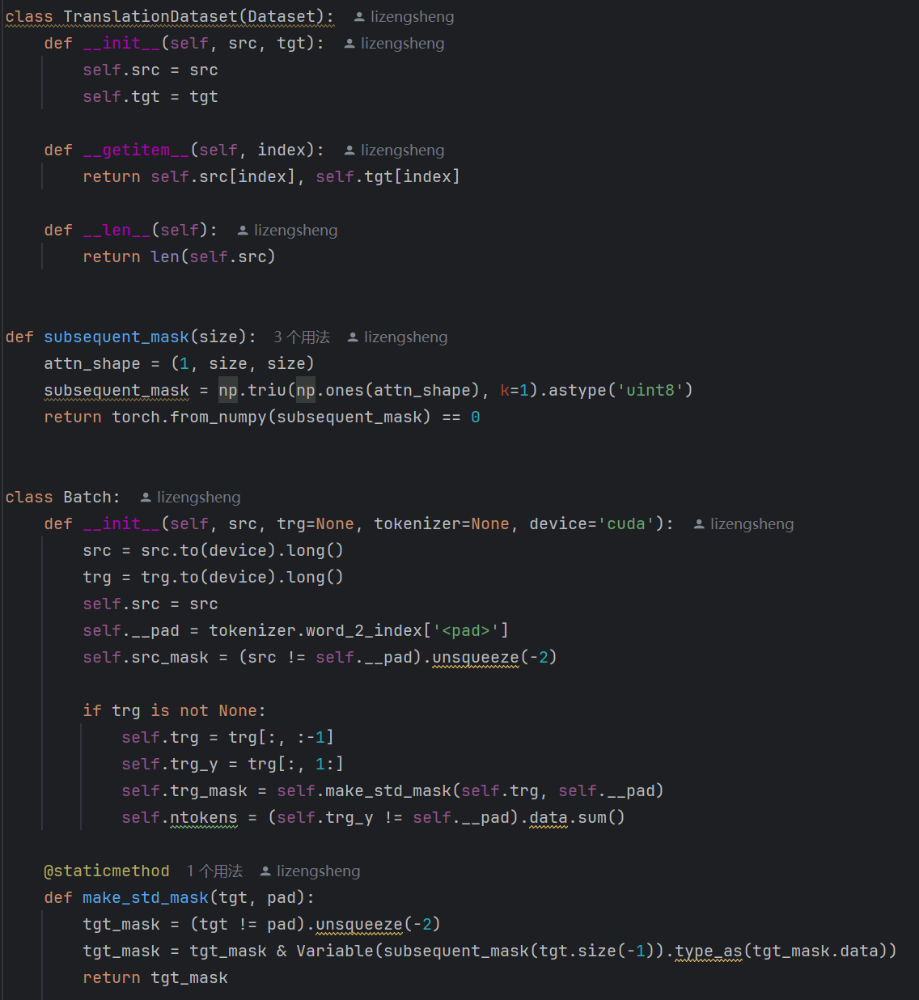 class TranslationDataset(Dataset): lizengsheng
    def __init__(self, src, tgt): lizengsheng
        self.src = src
        self.tgt = tgt
    def __getitem__(self, index): lizengsheng
        return self.src[index], self.tgt[index]
    def __len__(self): lizengsheng
        return len(self.src)
def subsequent_mask(size): 3 个用法 lizengsheng
    attn_shape = (1, size, size)
    subsequent_mask = np.triu(np.ones(attn_shape), k=1).astype('uint8')
    return torch.from_numpy(subsequent_mask) == 0
class Batch: lizengsheng
    def __init__(self, src, trg=None, tokenizer=None, device='cuda'): lizengsheng
        src = src.to(device).long()
        trg = trg.to(device).long()
        self.src = src
        self.__pad = tokenizer.word_2_index['<pad>']
        self.src_mask = (src != self.__pad).unsqueeze(-2)
        if trg is not None:
            self.trg = trg[:, :-1]
            self.trg_y = trg[:, 1:]
            self.trg_mask = self.make_std_mask(self.trg, self.__pad)
            self.ntokens = (self.trg_y != self.__pad).data.sum()
    @staticmethod 1 个用法 lizengsheng
    def make_std_mask(tgt, pad):
        tgt_mask = (tgt != pad).unsqueeze(-2)
        tgt_mask = tgt_mask & Variable(subsequent_mask(tgt.size(-1)).type_as(tgt_mask.data))
        return tgt_mask